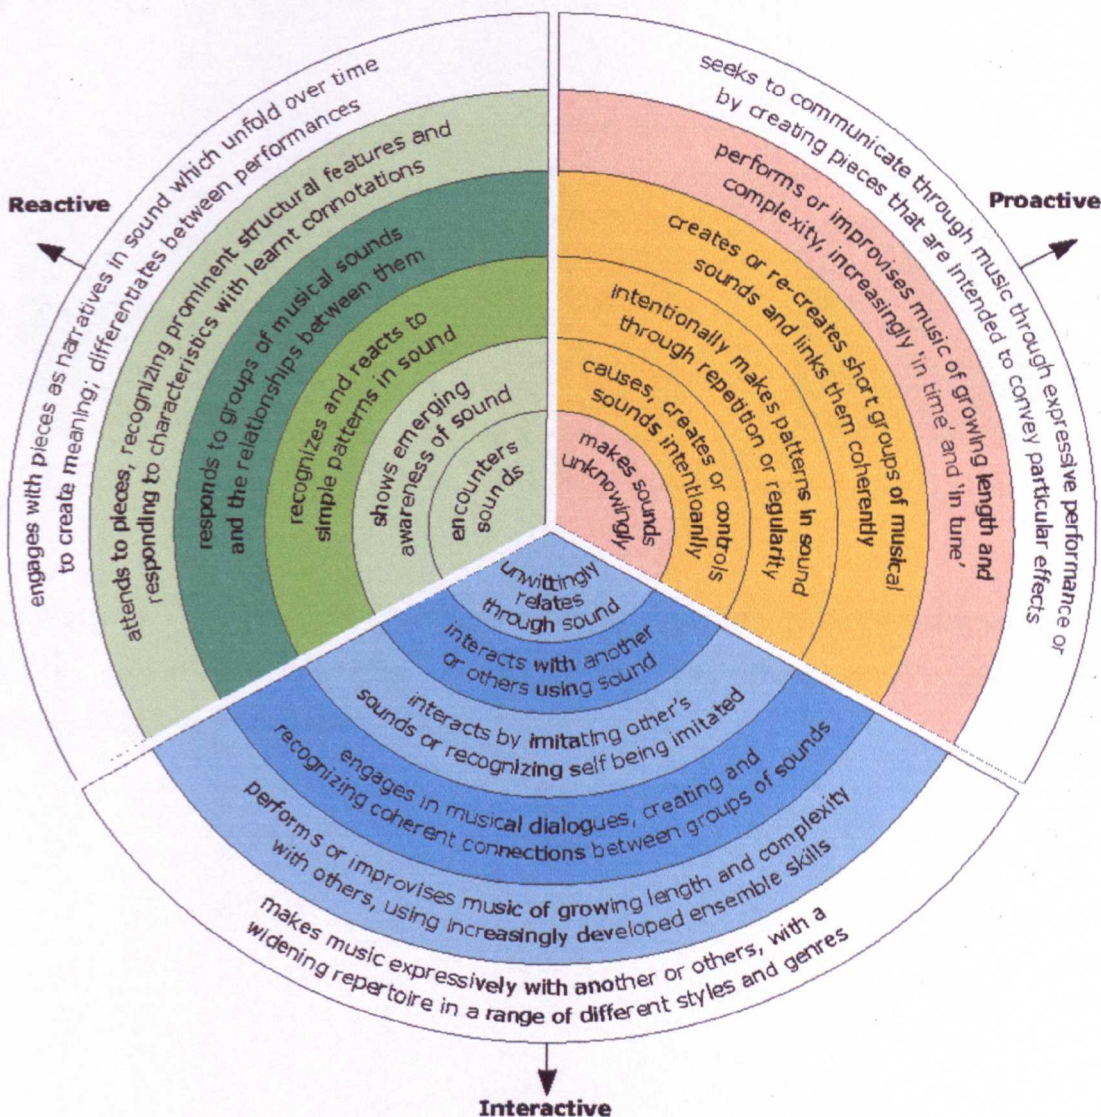 Reactive
engages with pieces as narratives in sound which unfold over time
to create meaning; differentiates between performances
attends to pieces, recognizing prominent structural features and
responding to characteristics with learnt connotations
responds to groups of musical sounds
and the relationships between them
recognizes and reacts to
simple patterns in sound
shows emerging
awareness of sound
encounters
sounds
Proactive
seeks to communicate through music through expressive performance or
by creating pieces that are intended to convey particular effects
performs or improvises music of growing length and
complexity, increasingly 'in time' and 'in tune'
creates or re-creates short groups of musical
sounds and links them coherently
intentionally makes patterns in sound
through repetition or regularity
causes, creates or controls
sounds intentioanlly
makes sounds
unknowingly
unwittingly
relates
through sound
interacts with another
or others using sound
interacts by imitating other's
sounds or recognizing self being imitated
engages in musical dialogues, creating and
recognizing coherent connections between groups of sounds
performs or improvises music of growing length and complexity
with others, using increasingly developed ensemble skills
makes music expressively with another or others, with a
widening repertoire in a range of different styles and genres
Interactive